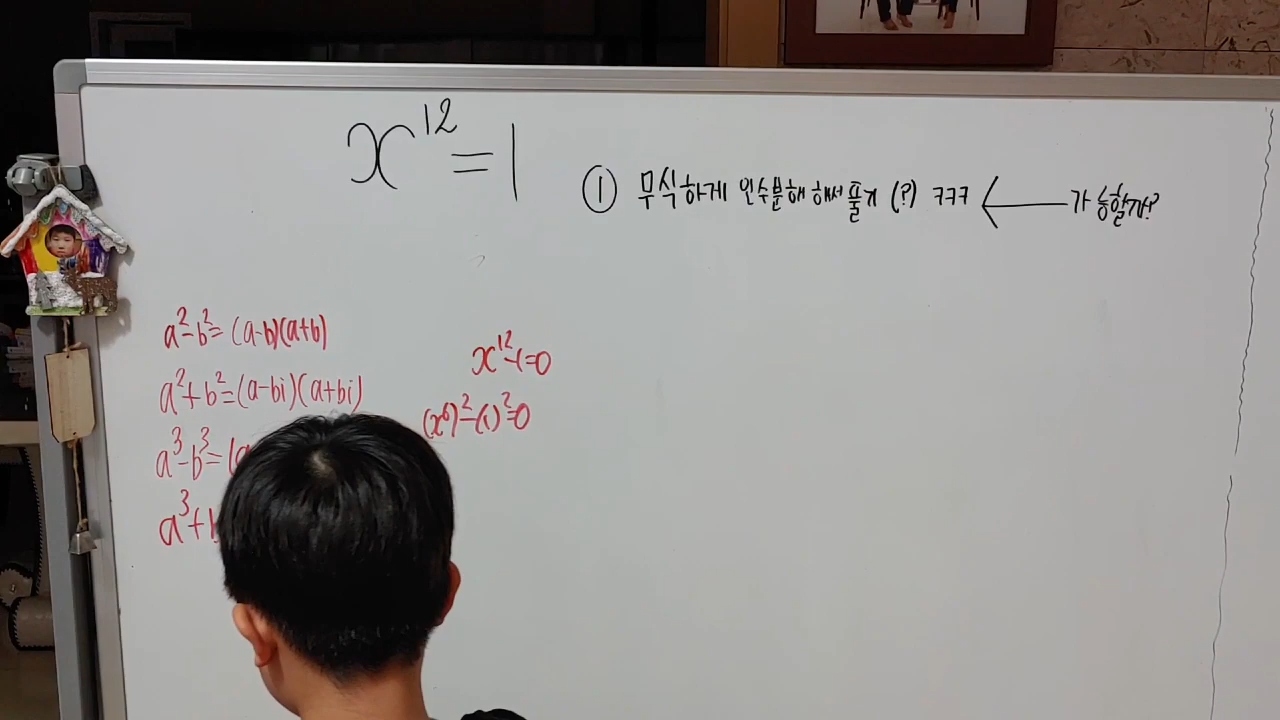 x¹²=1
① 무식하게 인수분해 해서 풀기 (?) ㅋㅋㅋ ← 가능할까?
a²-b²=(a-b)(a+b)
a²+b²=(a-bi)(a+bi)
a³-b³=(a
a³+b
x¹²-1=0
(x⁶)²-(1)²=0